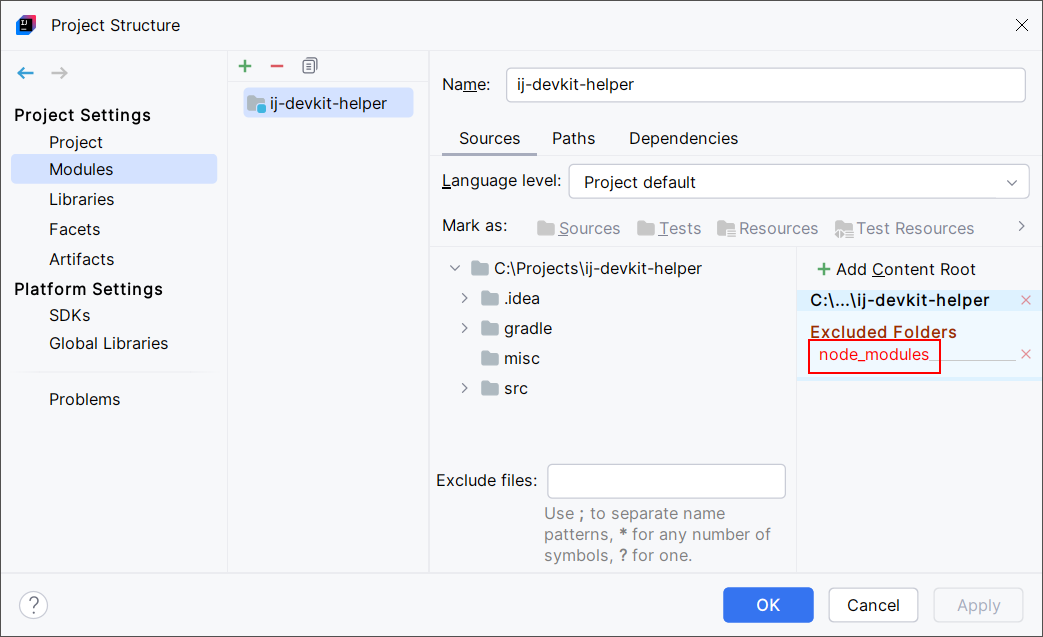 Project Structure
Project Settings
Project
Modules
Libraries
Facets
Artifacts
Platform Settings
SDKs
Global Libraries
Problems
ij-devkit-helper
Name: ij-devkit-helper
Sources Paths Dependencies
Language level: Project default
Mark as: Sources Tests Resources Test Resources
C:\Projects\ij-devkit-helper
.idea
gradle
misc
src
Add Content Root
C:\...\ij-devkit-helper
Excluded Folders
node_modules
Exclude files:
Use ; to separate name
patterns, * for any number of
symbols, ? for one.
? OK Cancel Apply